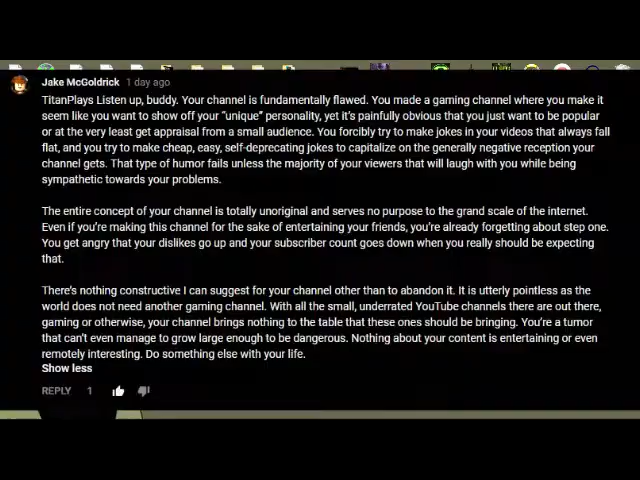 Jake McGoldrick 1 day ago
TitanPlays Listen up, buddy. Your channel is fundamentally flawed. You made a gaming channel where you make it
seem like you want to show off your "unique" personality, yet it's painfully obvious that you just want to be popular
or at the very least get appraisal from a small audience. You forcibly try to make jokes in your videos that always fall
flat, and you try to make cheap, easy, self-deprecating jokes to capitalize on the generally negative reception your
channel gets. That type of humor fails unless the majority of your viewers that will laugh with you while being
sympathetic towards your problems.
The entire concept of your channel is totally unoriginal and serves no purpose to the grand scale of the internet.
Even if you're making this channel for the sake of entertaining your friends, you're already forgetting about step one.
You get angry that your dislikes go up and your subscriber count goes down when you really should be expecting
that.
There's nothing constructive I can suggest for your channel other than to abandon it. It is utterly pointless as the
world does not need another gaming channel. With all the small, underrated YouTube channels there are out there,
gaming or otherwise, your channel brings nothing to the table that these ones should be bringing. You're a tumor
that can't even manage to grow large enough to be dangerous. Nothing about your content is entertaining or even
remotely interesting. Do something else with your life.
Show less
REPLY 1